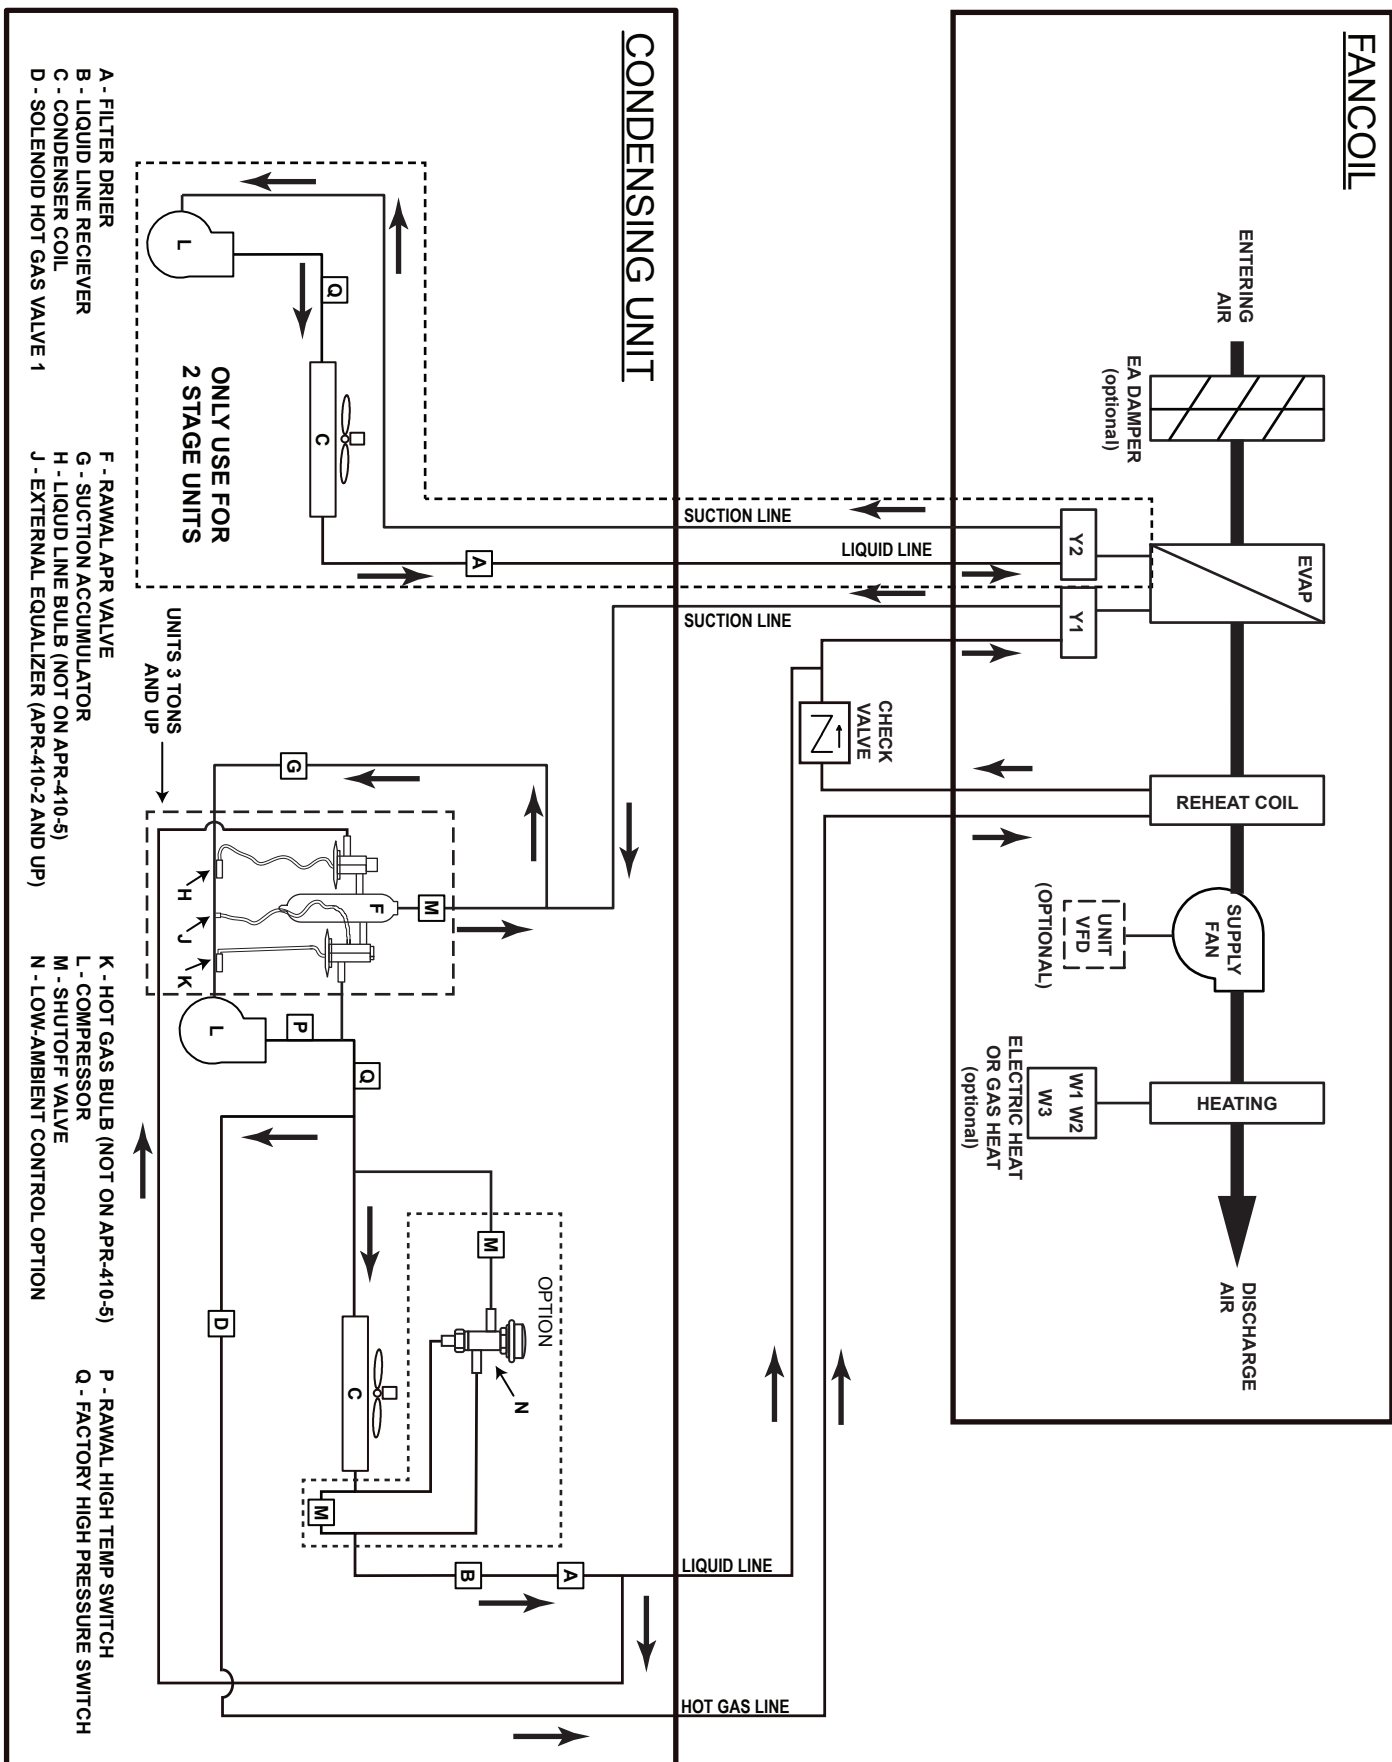 FANCOIL
ENTERING
AIR
EA DAMPER
(optional)
EVAP
Y2
Y1
REHEAT COIL
SUPPLY
FAN
UNIT
VFD
(OPTIONAL)
HEATING
W1 W2
W3
ELECTRIC HEAT
OR GAS HEAT
(optional)
DISCHARGE
AIR
CHECK
VALVE
SUCTION LINE
LIQUID LINE
SUCTION LINE
LIQUID LINE
HOT GAS LINE
CONDENSING UNIT
L
Q
C
A
ONLY USE FOR
2 STAGE UNITS
UNITS 3 TONS
AND UP
G
M
F
H
J
K
L
P
Q
D
M
OPTION
N
C
M
B
A
A - FILTER DRIER
B - LIQUID LINE RECIEVER
C - CONDENSER COIL
D - SOLENOID HOT GAS VALVE 1
F - RAWAL APR VALVE
G - SUCTION ACCUMULATOR
H - LIQUD LINE BULB (NOT ON APR-410-5)
J - EXTERNAL EQUALIZER (APR-410-2 AND UP)
K - HOT GAS BULB (NOT ON APR-410-5)
L - COMPRESSOR
M - SHUTOFF VALVE
N - LOW-AMBIENT CONTROL OPTION
P - RAWAL HIGH TEMP SWITCH
Q - FACTORY HIGH PRESSURE SWITCH